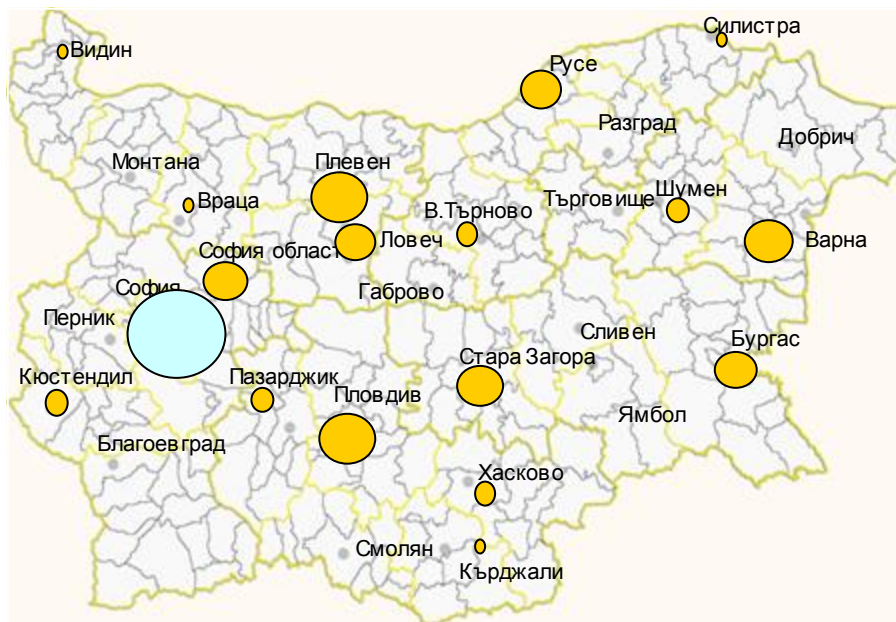 Силистра
Видин
Русе
Разград
Добрич
Монтана
Плевен
Враца
Търговище
Шумен
В.Търново
Ловеч
Варна
София област
София
Габрово
Перник
Сливен
Бургас
Стара Загора
Кюстендил
Пазарджик
Пловдив
Ямбол
Благоевград
Хасково
Смолян
Кърджали